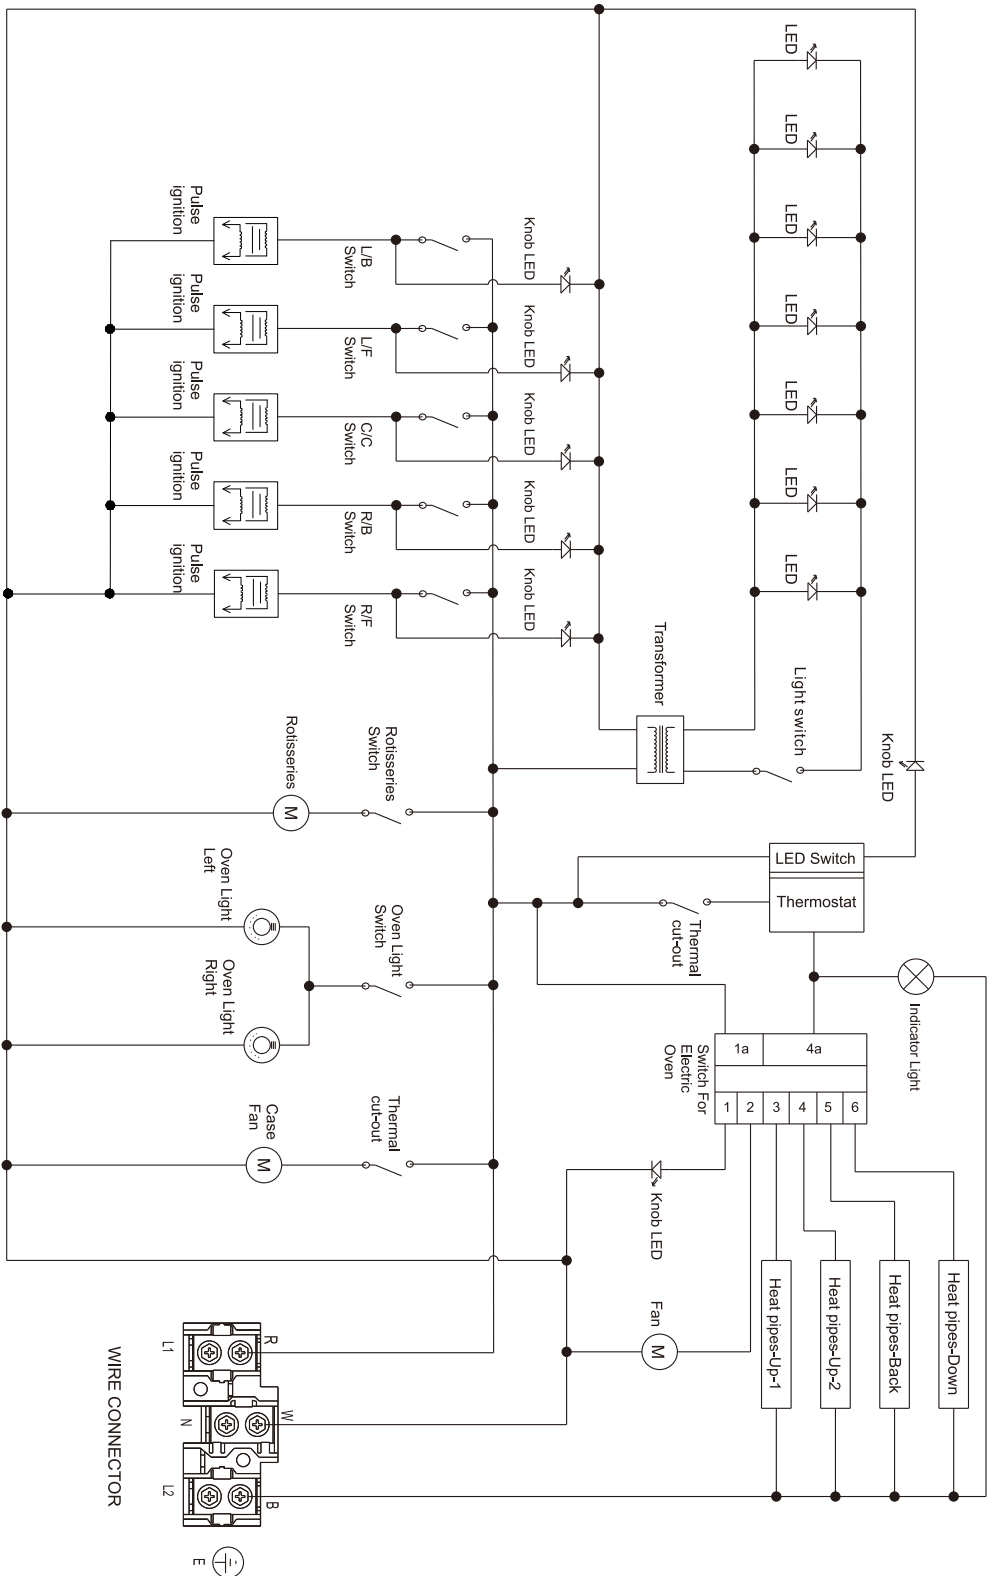 LED
LED
LED
LED
LED
LED
LED
Light switch
Knob LED
Transformer
Knob LED
Knob LED
Knob LED
Knob LED
Knob LED
L/B
Switch
L/F
Switch
C/C
Switch
R/B
Switch
R/F
Switch
Pulse
ignition
Pulse
ignition
Pulse
ignition
Pulse
ignition
Pulse
ignition
LED Switch
Thermostat
Thermal
cut-out
Indicator Light
Rotisseries
Switch
Rotisseries
M
Oven Light
Switch
Oven Light
Left
Oven Light
Right
Thermal
cut-out
Case
Fan
M
Switch For
Electric
Oven
1a
4a
1
2
3
4
5
6
Knob LED
Fan
M
Heat pipes-Up-1
Heat pipes-Up-2
Heat pipes-Back
Heat pipes-Down
R
L1
W
N
B
L2
WIRE CONNECTOR
E